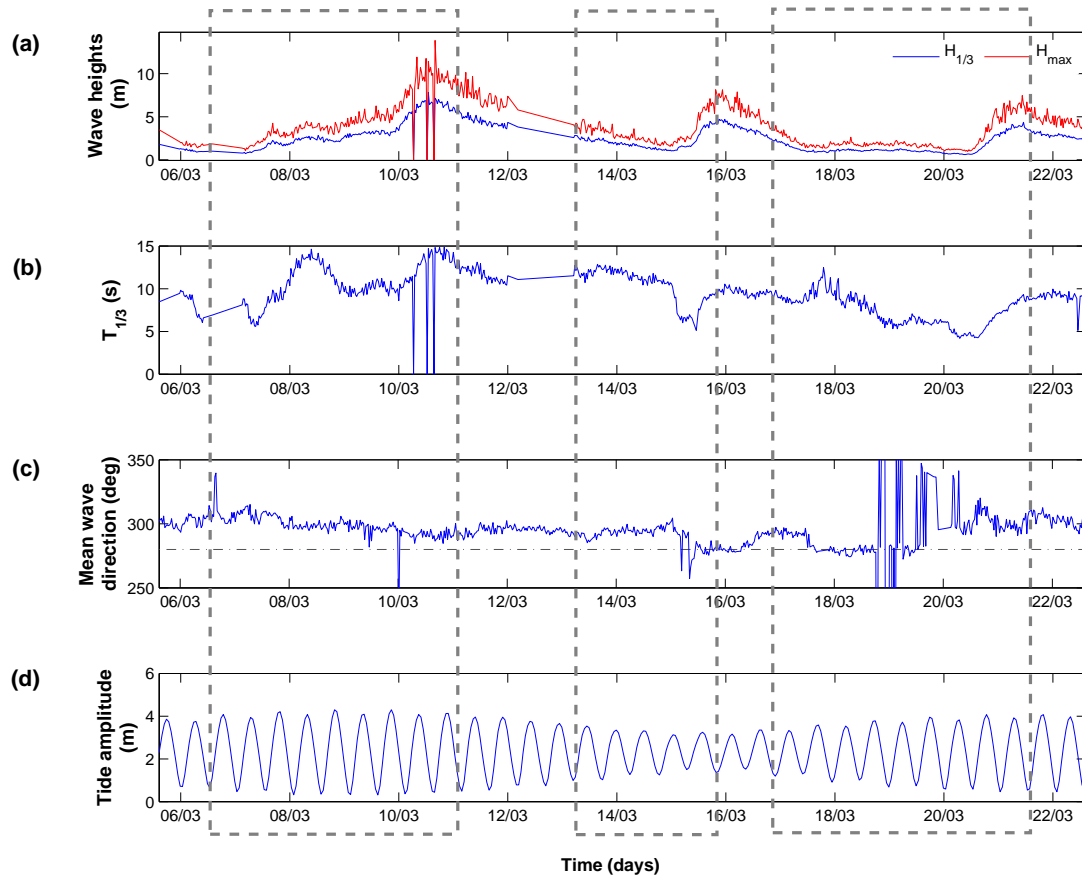 (a)
Wave heights
(m)
H1/3
Hmax
10
5
0
06/03 08/03 10/03 12/03 14/03 16/03 18/03 20/03 22/03
(b)
T1/3 (s)
15
10
5
0
06/03 08/03 10/03 12/03 14/03 16/03 18/03 20/03 22/03
(c)
Mean wave
direction (deg)
350
300
250
06/03 08/03 10/03 12/03 14/03 16/03 18/03 20/03 22/03
(d)
Tide amplitude
(m)
6
4
2
0
06/03 08/03 10/03 12/03 14/03 16/03 18/03 20/03 22/03
Time (days)